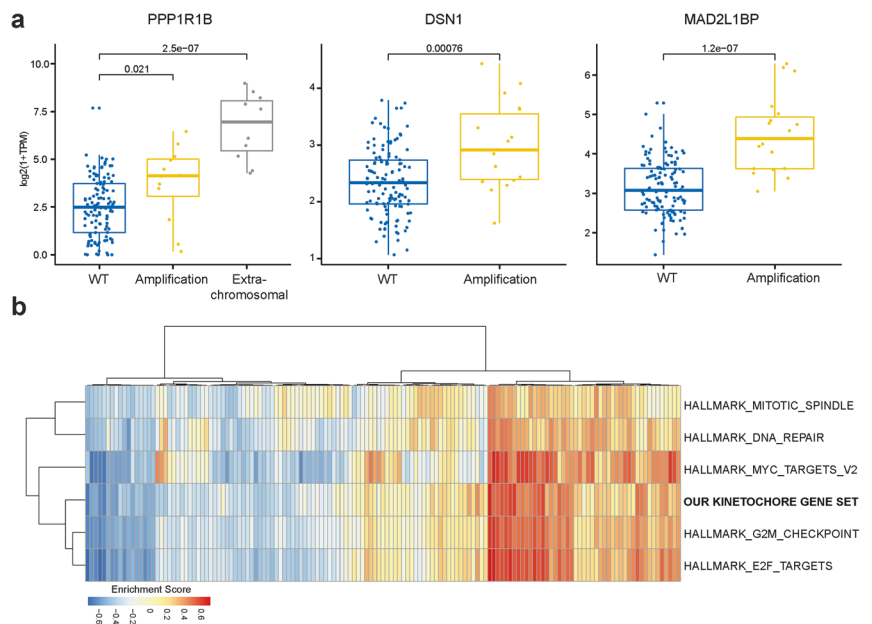 a
PPP1R1B
DSN1
MAD2L1BP
log2(1+TPM)
10.0
7.5
5.0
2.5
0.0
2.5e−07
0.021
WT
Amplification
Extra-
chromosomal
4
3
2
1
0.00076
WT
Amplification
6
5
4
3
2
1.2e−07
WT
Amplification
b
HALLMARK_MITOTIC_SPINDLE
HALLMARK_DNA_REPAIR
HALLMARK_MYC_TARGETS_V2
OUR KINETOCHORE GENE SET
HALLMARK_G2M_CHECKPOINT
HALLMARK_E2F_TARGETS
Enrichment Score
−0.6 −0.4 −0.2 0 0.2 0.4 0.6